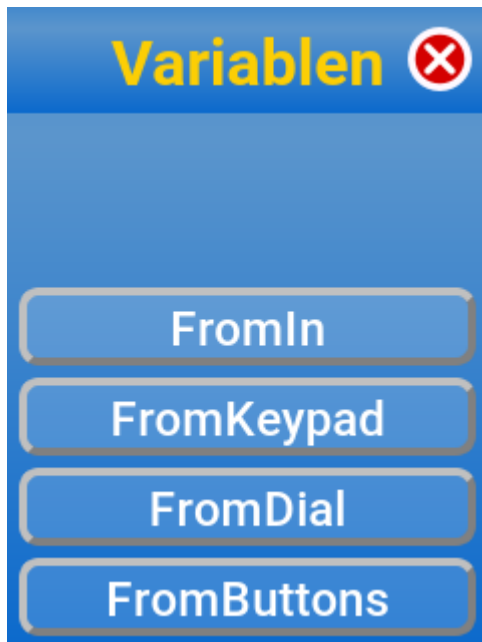 Variablen
FromIn
FromKeypad
FromDial
FromButtons